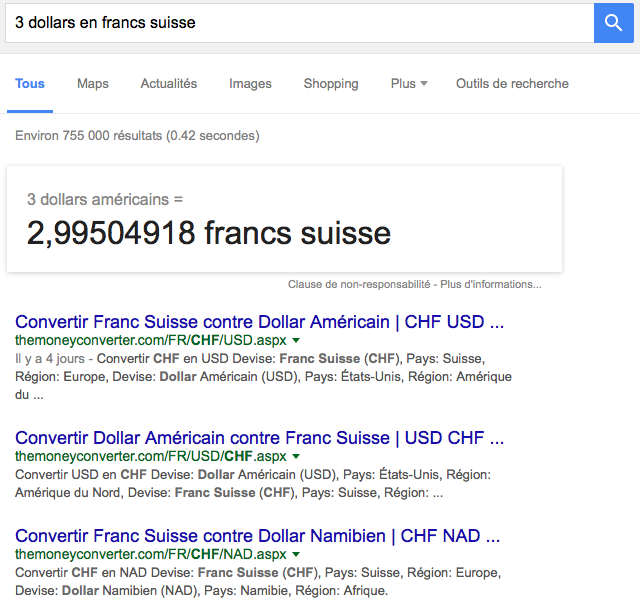 3 dollars en francs suisse
Tous Maps Actualités Images Shopping Plus Outils de recherche
Environ 755 000 résultats (0.42 secondes)
3 dollars américains =
2,99504918 francs suisse
Clause de non-responsabilité - Plus d'informations...
Convertir Franc Suisse contre Dollar Américain | CHF USD ...
themoneyconverter.com/FR/CHF/USD.aspx
Il y a 4 jours - Convertir CHF en USD Devise: Franc Suisse (CHF), Pays: Suisse,
Région: Europe, Devise: Dollar Américain (USD), Pays: États-Unis, Région: Amérique
du ...
Convertir Dollar Américain contre Franc Suisse | USD CHF ...
themoneyconverter.com/FR/USD/CHF.aspx
Convertir USD en CHF Devise: Dollar Américain (USD), Pays: États-Unis, Région:
Amérique du Nord, Devise: Franc Suisse (CHF), Pays: Suisse, Région: ...
Convertir Franc Suisse contre Dollar Namibien | CHF NAD ...
themoneyconverter.com/FR/CHF/NAD.aspx
Convertir CHF en NAD Devise: Franc Suisse (CHF), Pays: Suisse, Région: Europe,
Devise: Dollar Namibien (NAD), Pays: Namibie, Région: Afrique.